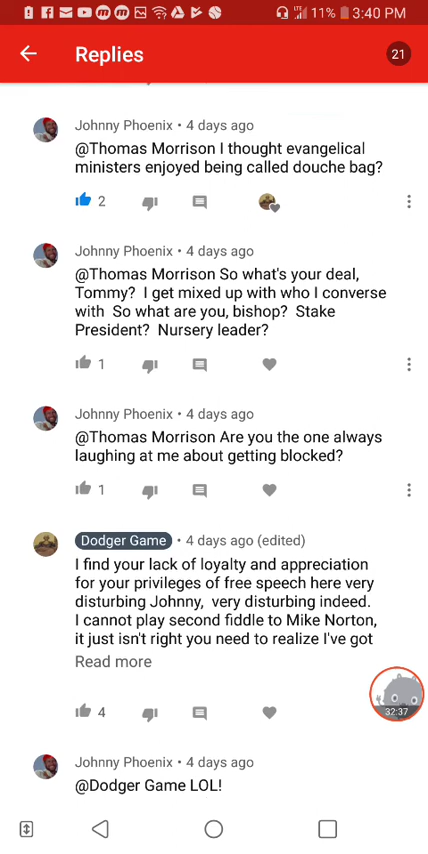 11% 3:40 PM
Replies
21
Johnny Phoenix • 4 days ago
@Thomas Morrison I thought evangelical
ministers enjoyed being called douche bag?
2
Johnny Phoenix • 4 days ago
@Thomas Morrison So what's your deal,
Tommy? I get mixed up with who I converse
with So what are you, bishop? Stake
President? Nursery leader?
1
Johnny Phoenix • 4 days ago
@Thomas Morrison Are you the one always
laughing at me about getting blocked?
1
Dodger Game • 4 days ago (edited)
I find your lack of loyalty and appreciation
for your privileges of free speech here very
disturbing Johnny, very disturbing indeed.
I cannot play second fiddle to Mike Norton,
it just isn't right you need to realize I've got
Read more
32:37
4
Johnny Phoenix • 4 days ago
@Dodger Game LOL!